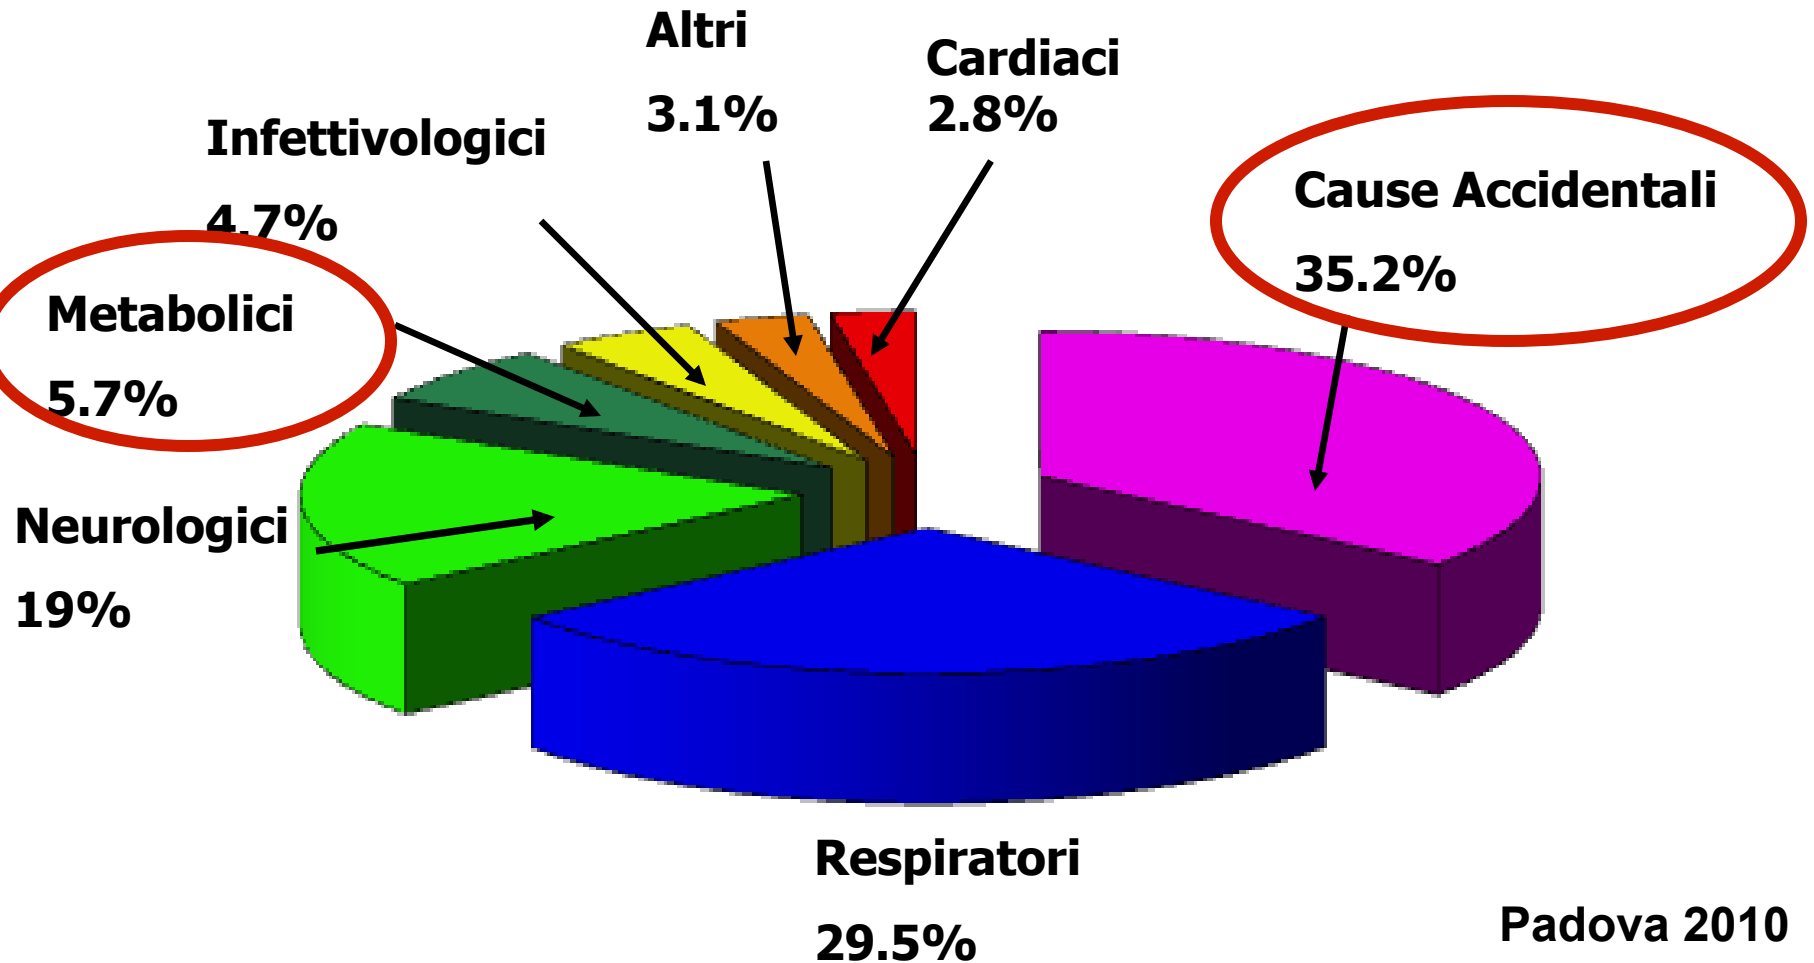 Altri
3.1%
Cardiaci
2.8%
Infettivologici
4.7%
Cause Accidentali
35.2%
Metabolici
5.7%
Neurologici
19%
Respiratori
29.5%
Padova 2010